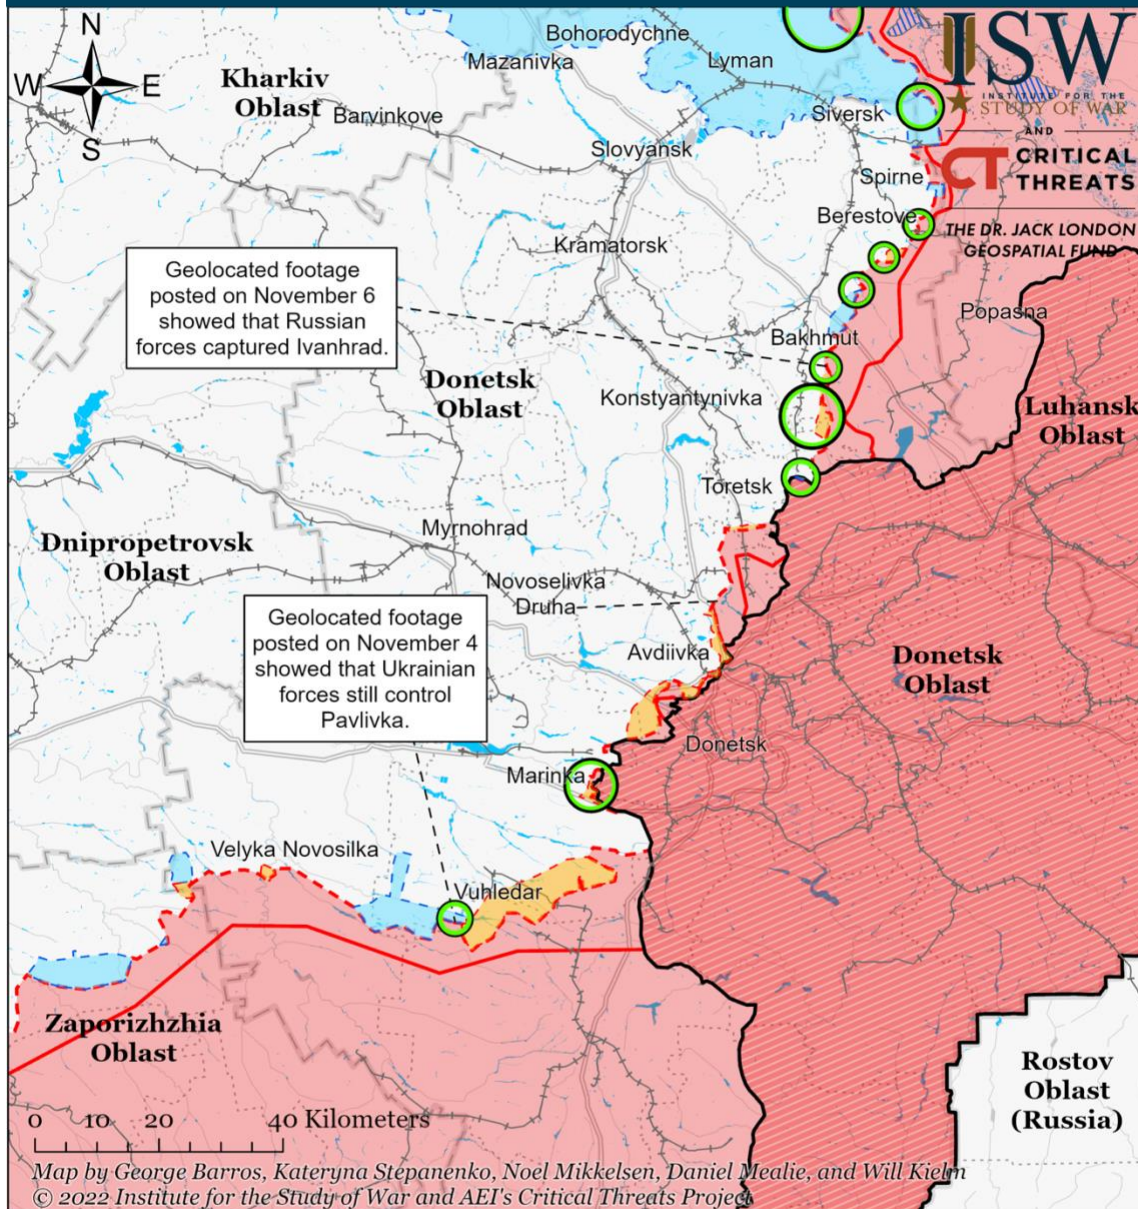 N
W E
S
Kharkiv
Oblast
Bohorodychne
Mazanivka
Lyman
Barvinkove
Slovyansk
Siversk
Spirne
Berestove
Kramatorsk
ISW
INSTITUTE FOR THE
STUDY OF WAR
AND
CT CRITICAL
THREATS
THE DR. JACK LONDON
GEOSPATIAL FUND
Geolocated footage
posted on November 6
showed that Russian
forces captured Ivanhrad.
Popasna
Bakhmut
Donetsk
Oblast
Konstyantynivka
Luhansk
Oblast
Toretsk
Myrnohrad
Dnipropetrovsk
Oblast
Novoselivka
Druha
Geolocated footage
posted on November 4
showed that Ukrainian
forces still control
Pavlivka.
Avdiivka
Donetsk
Oblast
Donetsk
Marinka
Velyka Novosilka
Vuhledar
Zaporizhzhia
Oblast
Rostov
Oblast
(Russia)
0 10 20 40 Kilometers
Map by George Barros, Kateryna Stepanenko, Noel Mikkelsen, Daniel Mealie, and Will Kielm
© 2022 Institute for the Study of War and AEI's Critical Threats Project